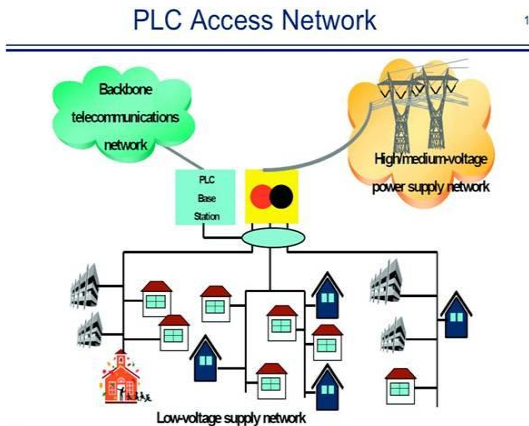 PLC Access Network
1
Backbone
telecommunications
network
High/medium-voltage
power supply network
PLC
Base
Station
Low-voltage supply network